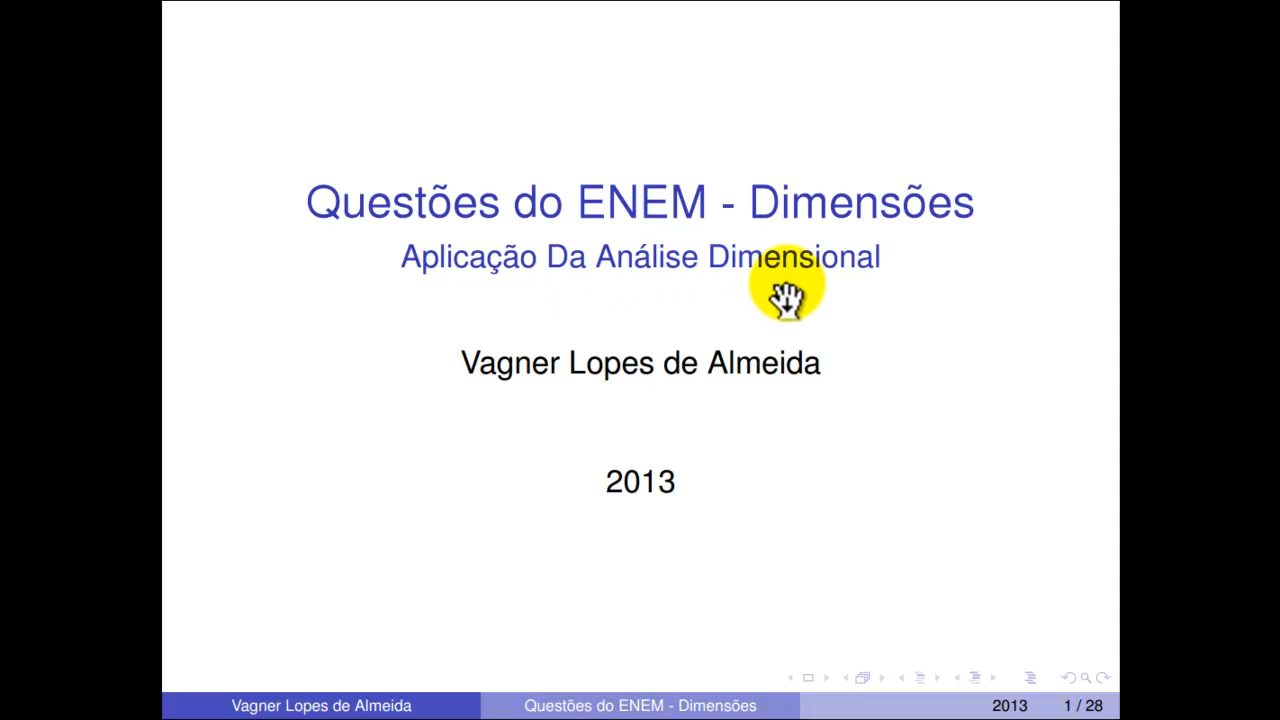 Questões do ENEM - Dimensões
Aplicação Da Análise Dimensional
Vagner Lopes de Almeida
2013
Vagner Lopes de Almeida
Questões do ENEM - Dimensões
2013
1 / 28